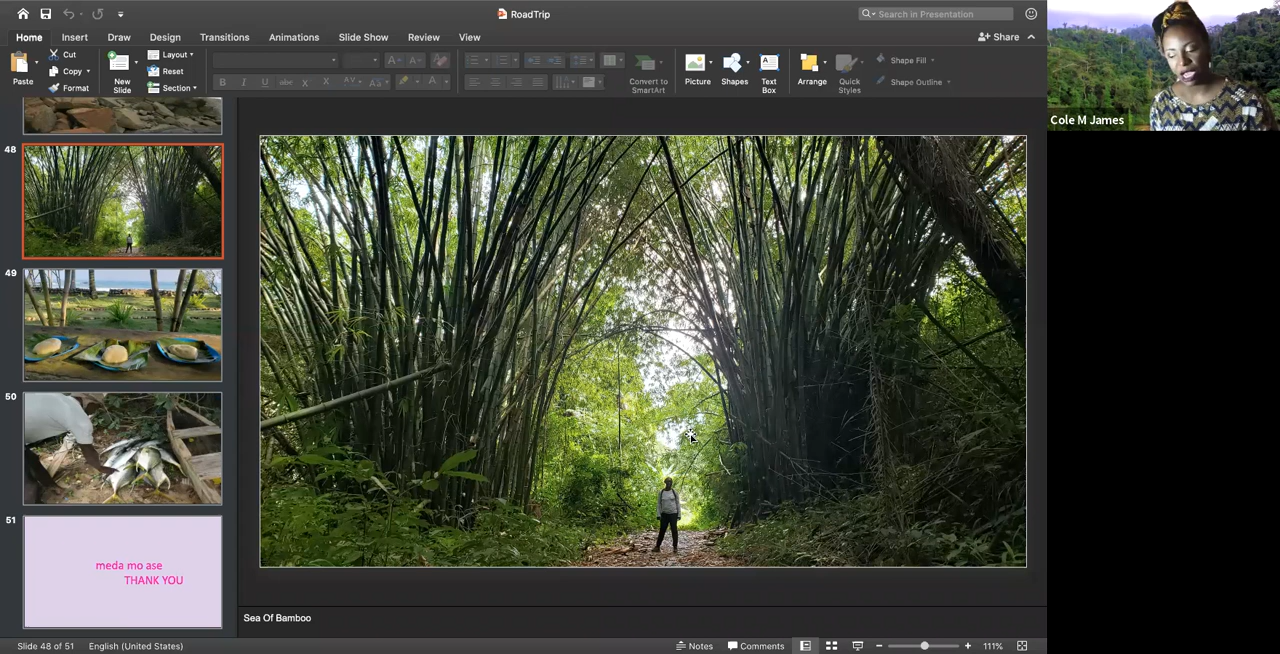 RoadTrip
Search in Presentation
Home
Insert
Draw
Design
Transitions
Animations
Slide Show
Review
View
Share
Paste
Cut
Copy
Format
New
Slide
Layout
Reset
Section
B I U abc X X AV Aa A
Convert to
SmartArt
Picture
Shapes
Text
Box
Arrange
Quick
Styles
Shape Fill
Shape Outline
Cole M James
48
49
50
51
meda mo ase
THANK YOU
Sea Of Bamboo
Slide 48 of 51
English (United States)
Notes
Comments
111%